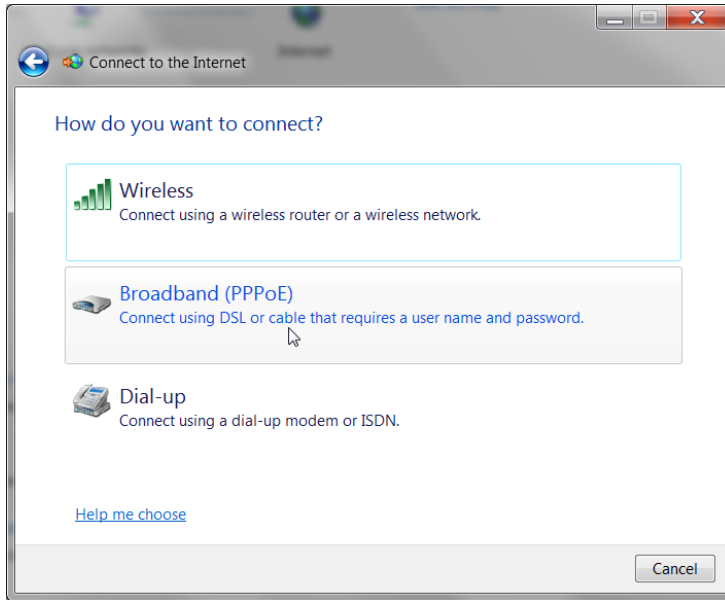 Internet
Connect to the Internet
How do you want to connect?
Wireless
Connect using a wireless router or a wireless network.
Broadband (PPPoE)
Connect using DSL or cable that requires a user name and password.
Dial-up
Connect using a dial-up modem or ISDN.
Help me choose
Cancel